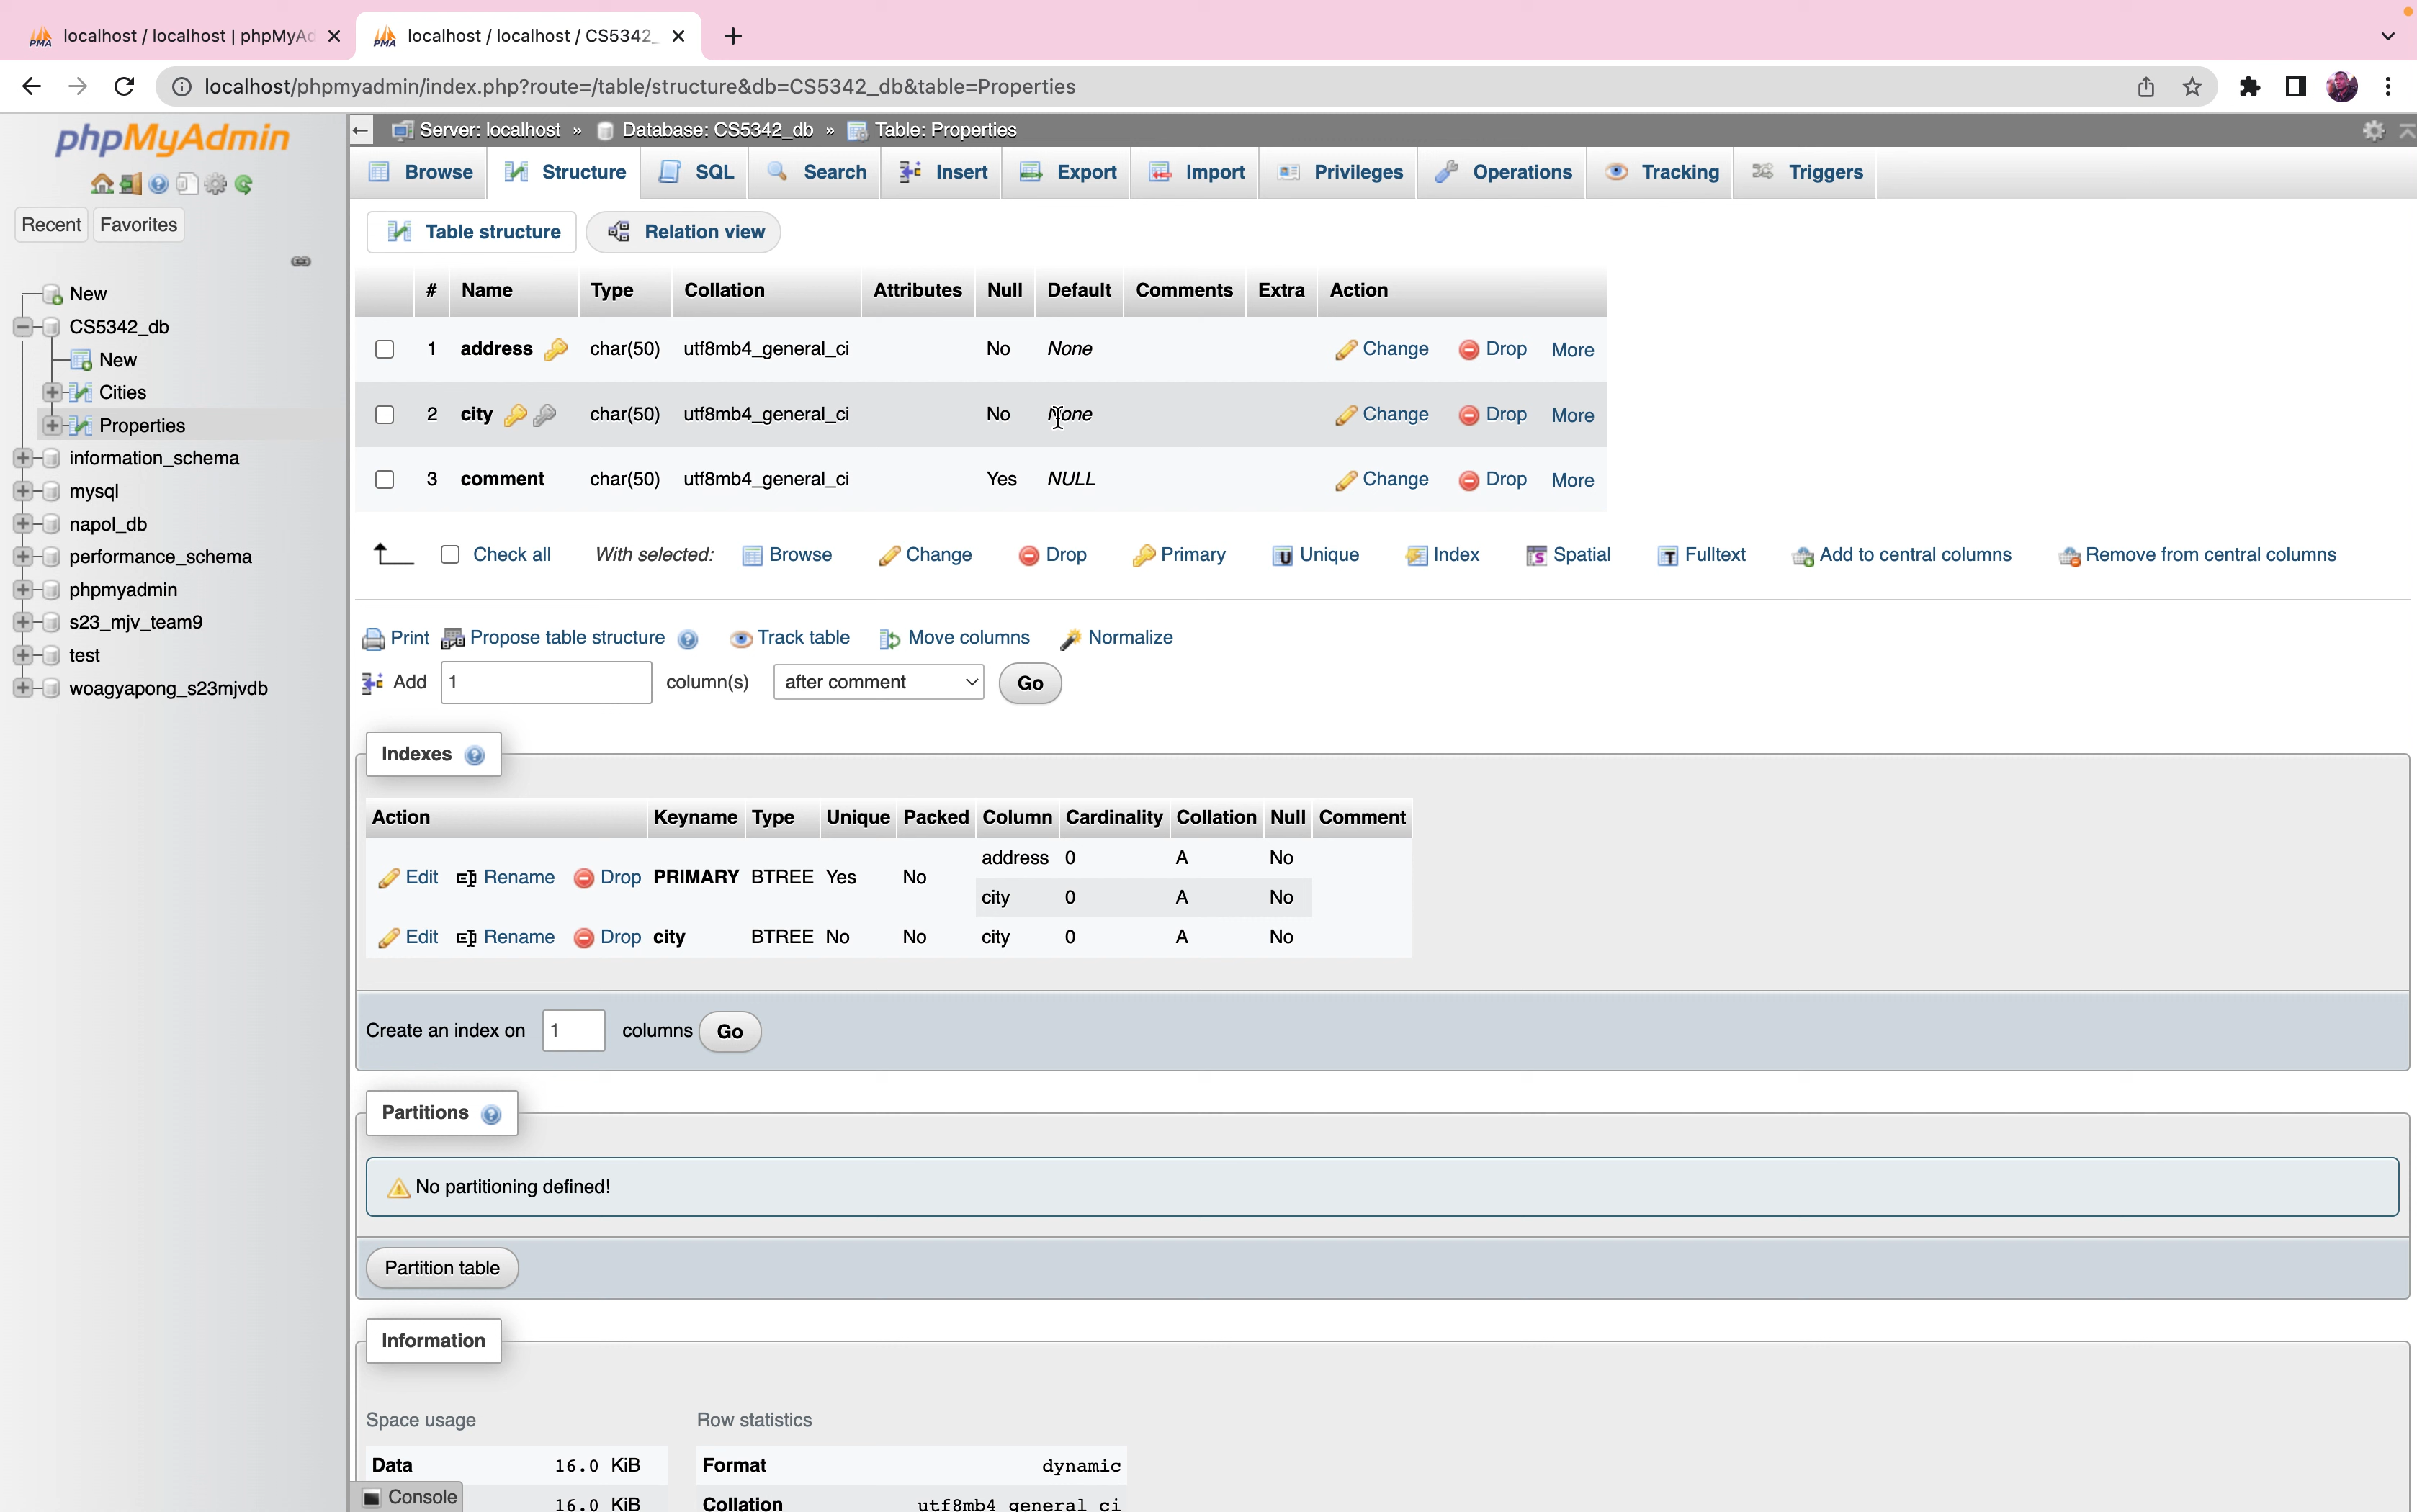 localhost / localhost | phpMyAd
localhost / localhost / CS5342_
localhost/phpmyadmin/index.php?route=/table/structure&db=CS5342_db&table=Properties
phpMyAdmin
Recent Favorites
New
CS5342_db
New
Cities
Properties
information_schema
mysql
napol_db
performance_schema
phpmyadmin
s23_mjv_team9
test
woagyapong_s23mjvdb
Server: localhost » Database: CS5342_db » Table: Properties
Browse Structure SQL Search Insert Export Import Privileges Operations Tracking Triggers
Table structure Relation view
# Name Type Collation Attributes Null Default Comments Extra Action
1 address char(50) utf8mb4_general_ci No None Change Drop More
2 city char(50) utf8mb4_general_ci No None Change Drop More
3 comment char(50) utf8mb4_general_ci Yes NULL Change Drop More
Check all With selected: Browse Change Drop Primary Unique Index Spatial Fulltext Add to central columns Remove from central columns
Print Propose table structure Track table Move columns Normalize
Add 1 column(s) after comment Go
Indexes
Action Keyname Type Unique Packed Column Cardinality Collation Null Comment
Edit Rename Drop PRIMARY BTREE Yes No address 0 A No
city 0 A No
Edit Rename Drop city BTREE No No city 0 A No
Create an index on 1 columns Go
Partitions
No partitioning defined!
Partition table
Information
Space usage Row statistics
Data 16.0 KiB Format dynamic
Console 16.0 KiB Collation utf8mb4_general_ci